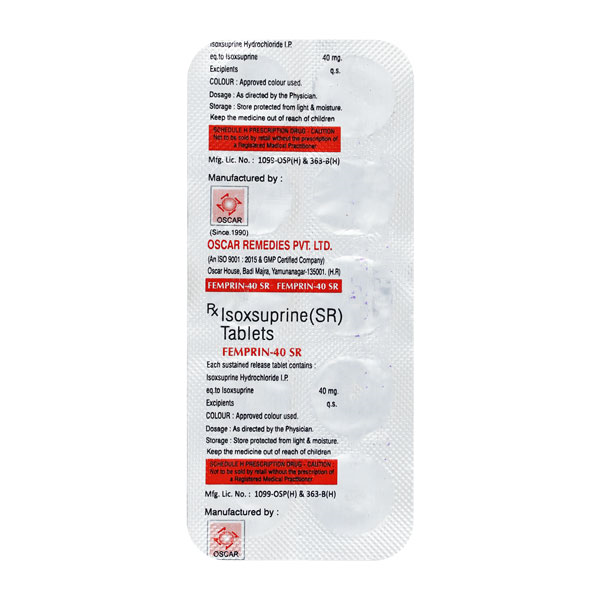 Isoxsuprine Hydrochloride I.P.
eq.to Isoxsuprine 40 mg.
Excipients q.s.
COLOUR : Approved colour used.
Dosage : As directed by the Physician.
Storage : Store protected from light & moisture.
Keep the medicine out of reach of children
SCHEDULE H PRESCRIPTION DRUG - CAUTION
Not to be sold by retail without the prescription of
a Registered Medical Practitioner
Mfg. Lic. No. : 1099-OSP(H) & 363-B(H)
Manufactured by :
OSCAR
(Since.1990)
OSCAR REMEDIES PVT. LTD.
(An ISO 9001 : 2015 & GMP Certified Company)
Oscar House, Badi Majra, Yamunanagar-135001. (H.R)
FEMPRIN-40 SR FEMPRIN-40 SR
Rx Isoxsuprine(SR)
Tablets
FEMPRIN-40 SR
Each sustained release tablet contains :
Isoxsuprine Hydrochloride I.P.
eq.to Isoxsuprine 40 mg.
Excipients q.s.
COLOUR : Approved colour used.
Dosage : As directed by the Physician.
Storage : Store protected from light & moisture.
Keep the medicine out of reach of children
SCHEDULE H PRESCRIPTION DRUG - CAUTION
Not to be sold by retail without the prescription of
a Registered Medical Practitioner
Mfg. Lic. No. : 1099-OSP(H) & 363-B(H)
Manufactured by :
OSCAR